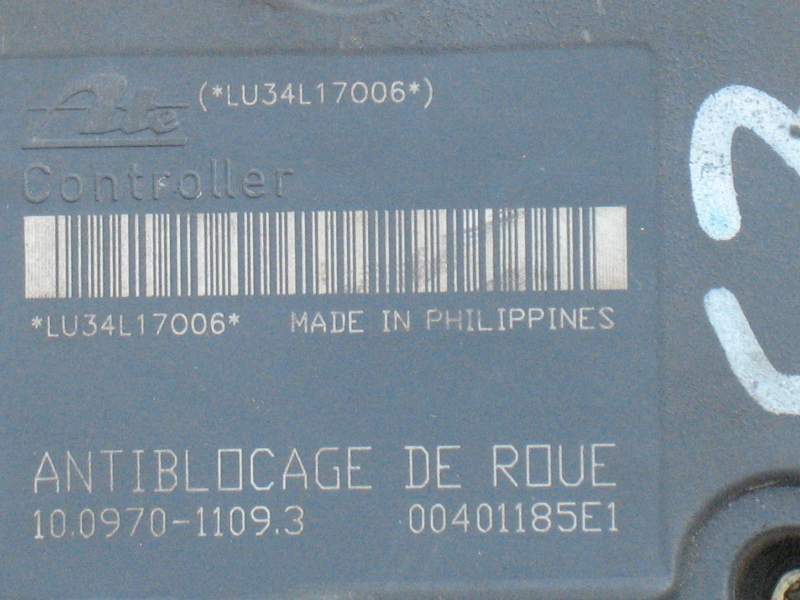 Ate (*LU34L17006*)
Controller
*LU34L17006* MADE IN PHILIPPINES
ANTIBLOCAGE DE ROUE
10.0970-1109.3 00401185E1